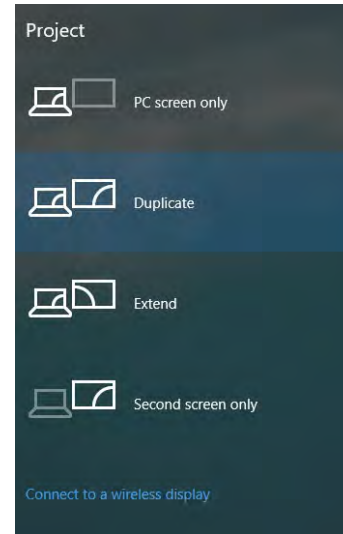 Project
PC screen only
Duplicate
Extend
Second screen only
Connect to a wireless display